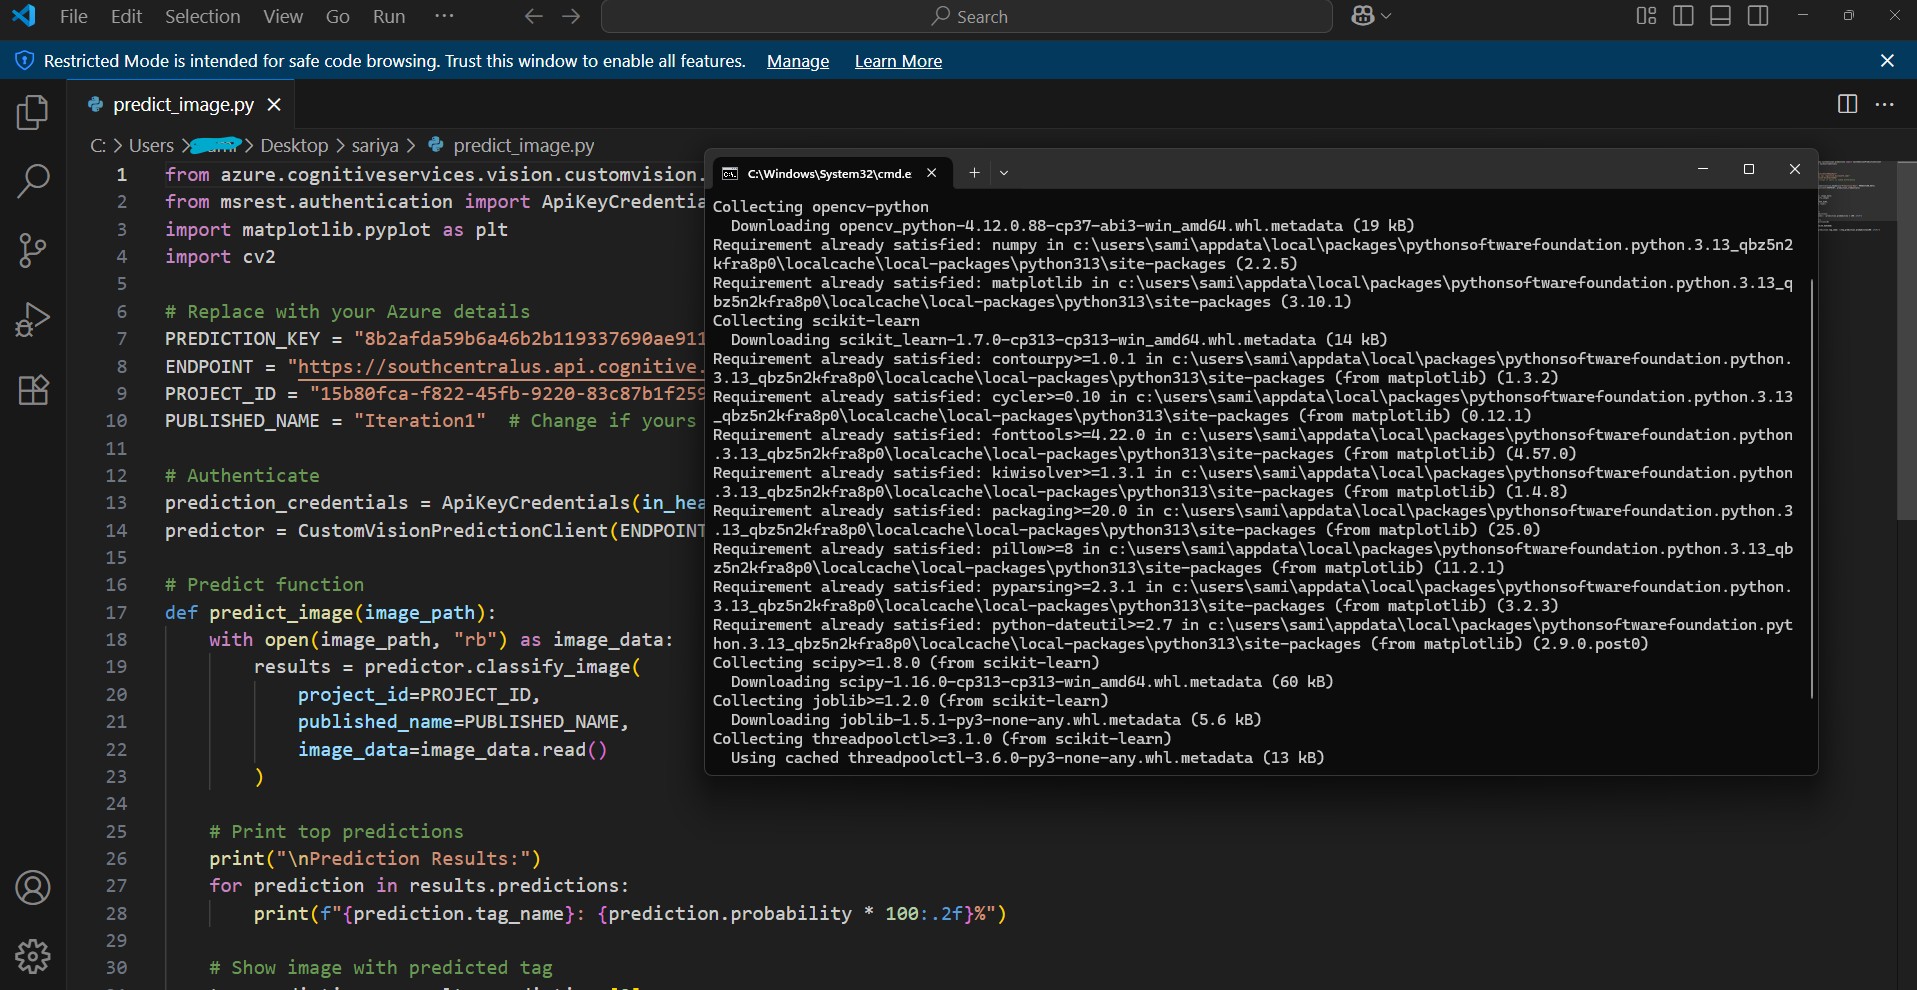 File Edit Selection View Go Run ...
Search
Restricted Mode is intended for safe code browsing. Trust this window to enable all features. Manage Learn More
predict_image.py
C: > Users > > Desktop > sariya > predict_image.py
1 from azure.cognitiveservices.vision.customvision.
2 from msrest.authentication import ApiKeyCredentia
3 import matplotlib.pyplot as plt
4 import cv2
5
6 # Replace with your Azure details
7 PREDICTION_KEY = "8b2afda59b6a46b2b119337690ae911
8 ENDPOINT = "https://southcentralus.api.cognitive.
9 PROJECT_ID = "15b80fca-f822-45fb-9220-83c87b1f259
10 PUBLISHED_NAME = "Iteration1" # Change if yours
11
12 # Authenticate
13 prediction_credentials = ApiKeyCredentials(in_hea
14 predictor = CustomVisionPredictionClient(ENDPOINT
15
16 # Predict function
17 def predict_image(image_path):
18 with open(image_path, "rb") as image_data:
19 results = predictor.classify_image(
20 project_id=PROJECT_ID,
21 published_name=PUBLISHED_NAME,
22 image_data=image_data.read()
23 )
24
25 # Print top predictions
26 print("\nPrediction Results:")
27 for prediction in results.predictions:
28 print(f"{prediction.tag_name}: {prediction.probability * 100:.2f}%")
29
30 # Show image with predicted tag
C:\Windows\System32\cmd.e
Collecting opencv-python
Downloading opencv_python-4.12.0.88-cp37-abi3-win_amd64.whl.metadata (19 kB)
Requirement already satisfied: numpy in c:\users\sami\appdata\local\packages\pythonsoftwarefoundation.python.3.13_qbz5n2
kfra8p0\localcache\local-packages\python313\site-packages (2.2.5)
Requirement already satisfied: matplotlib in c:\users\sami\appdata\local\packages\pythonsoftwarefoundation.python.3.13_q
bz5n2kfra8p0\localcache\local-packages\python313\site-packages (3.10.1)
Collecting scikit-learn
Downloading scikit_learn-1.7.0-cp313-cp313-win_amd64.whl.metadata (14 kB)
Requirement already satisfied: contourpy>=1.0.1 in c:\users\sami\appdata\local\packages\pythonsoftwarefoundation.python.
3.13_qbz5n2kfra8p0\localcache\local-packages\python313\site-packages (from matplotlib) (1.3.2)
Requirement already satisfied: cycler>=0.10 in c:\users\sami\appdata\local\packages\pythonsoftwarefoundation.python.3.13
_qbz5n2kfra8p0\localcache\local-packages\python313\site-packages (from matplotlib) (0.12.1)
Requirement already satisfied: fonttools>=4.22.0 in c:\users\sami\appdata\local\packages\pythonsoftwarefoundation.python
.3.13_qbz5n2kfra8p0\localcache\local-packages\python313\site-packages (from matplotlib) (4.57.0)
Requirement already satisfied: kiwisolver>=1.3.1 in c:\users\sami\appdata\local\packages\pythonsoftwarefoundation.python
.3.13_qbz5n2kfra8p0\localcache\local-packages\python313\site-packages (from matplotlib) (1.4.8)
Requirement already satisfied: packaging>=20.0 in c:\users\sami\appdata\local\packages\pythonsoftwarefoundation.python.3
.13_qbz5n2kfra8p0\localcache\local-packages\python313\site-packages (from matplotlib) (25.0)
Requirement already satisfied: pillow>=8 in c:\users\sami\appdata\local\packages\pythonsoftwarefoundation.python.3.13_qb
z5n2kfra8p0\localcache\local-packages\python313\site-packages (from matplotlib) (11.2.1)
Requirement already satisfied: pyparsing>=2.3.1 in c:\users\sami\appdata\local\packages\pythonsoftwarefoundation.python.
3.13_qbz5n2kfra8p0\localcache\local-packages\python313\site-packages (from matplotlib) (3.2.3)
Requirement already satisfied: python-dateutil>=2.7 in c:\users\sami\appdata\local\packages\pythonsoftwarefoundation.pyt
hon.3.13_qbz5n2kfra8p0\localcache\local-packages\python313\site-packages (from matplotlib) (2.9.0.post0)
Collecting scipy>=1.8.0 (from scikit-learn)
Downloading scipy-1.16.0-cp313-cp313-win_amd64.whl.metadata (60 kB)
Collecting joblib>=1.2.0 (from scikit-learn)
Downloading joblib-1.5.1-py3-none-any.whl.metadata (5.6 kB)
Collecting threadpoolctl>=3.1.0 (from scikit-learn)
Using cached threadpoolctl-3.6.0-py3-none-any.whl.metadata (13 kB)